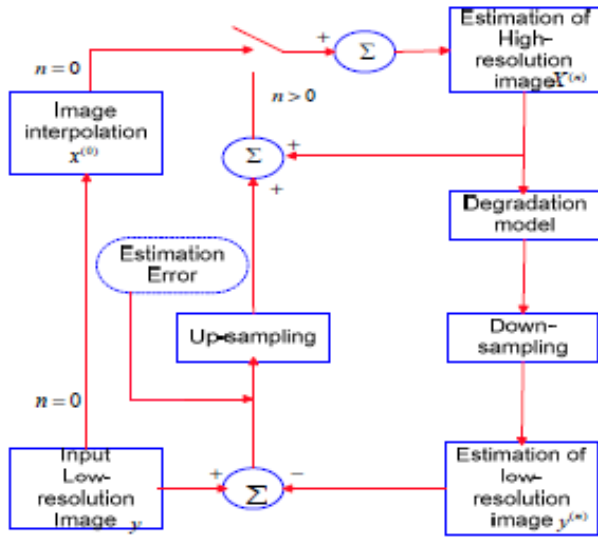 Estimation of
High-
resolution
image X^(n)
+
Σ
n = 0
Image
interpolation
x^(0)
n > 0
Σ
+
+
Degradation
model
Estimation
Error
Up-sampling
Down-
sampling
n = 0
Input
Low-
resolution
Image y
+
Σ
−
Estimation of
low-
resolution
image y^(n)